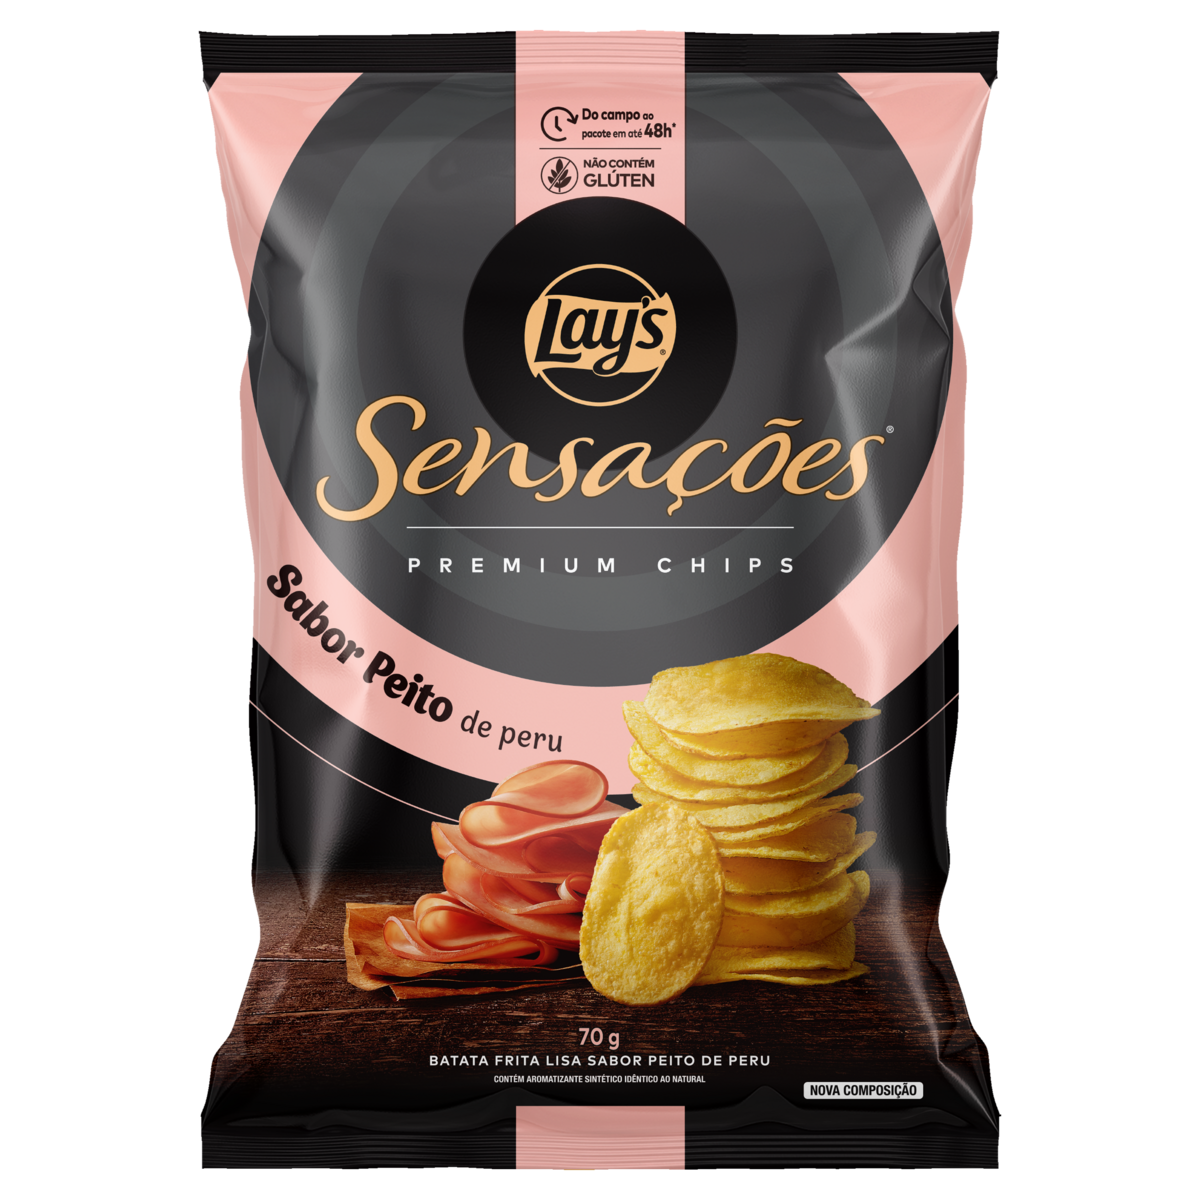 Do campo ao
pacote em até 48h*
NÃO CONTÉM
GLÚTEN
Lay's®
Sensações®
PREMIUM CHIPS
Sabor Peito de peru
70 g
BATATA FRITA LISA SABOR PEITO DE PERU
CONTÉM AROMATIZANTE SINTÉTICO IDÊNTICO AO NATURAL
NOVA COMPOSIÇÃO